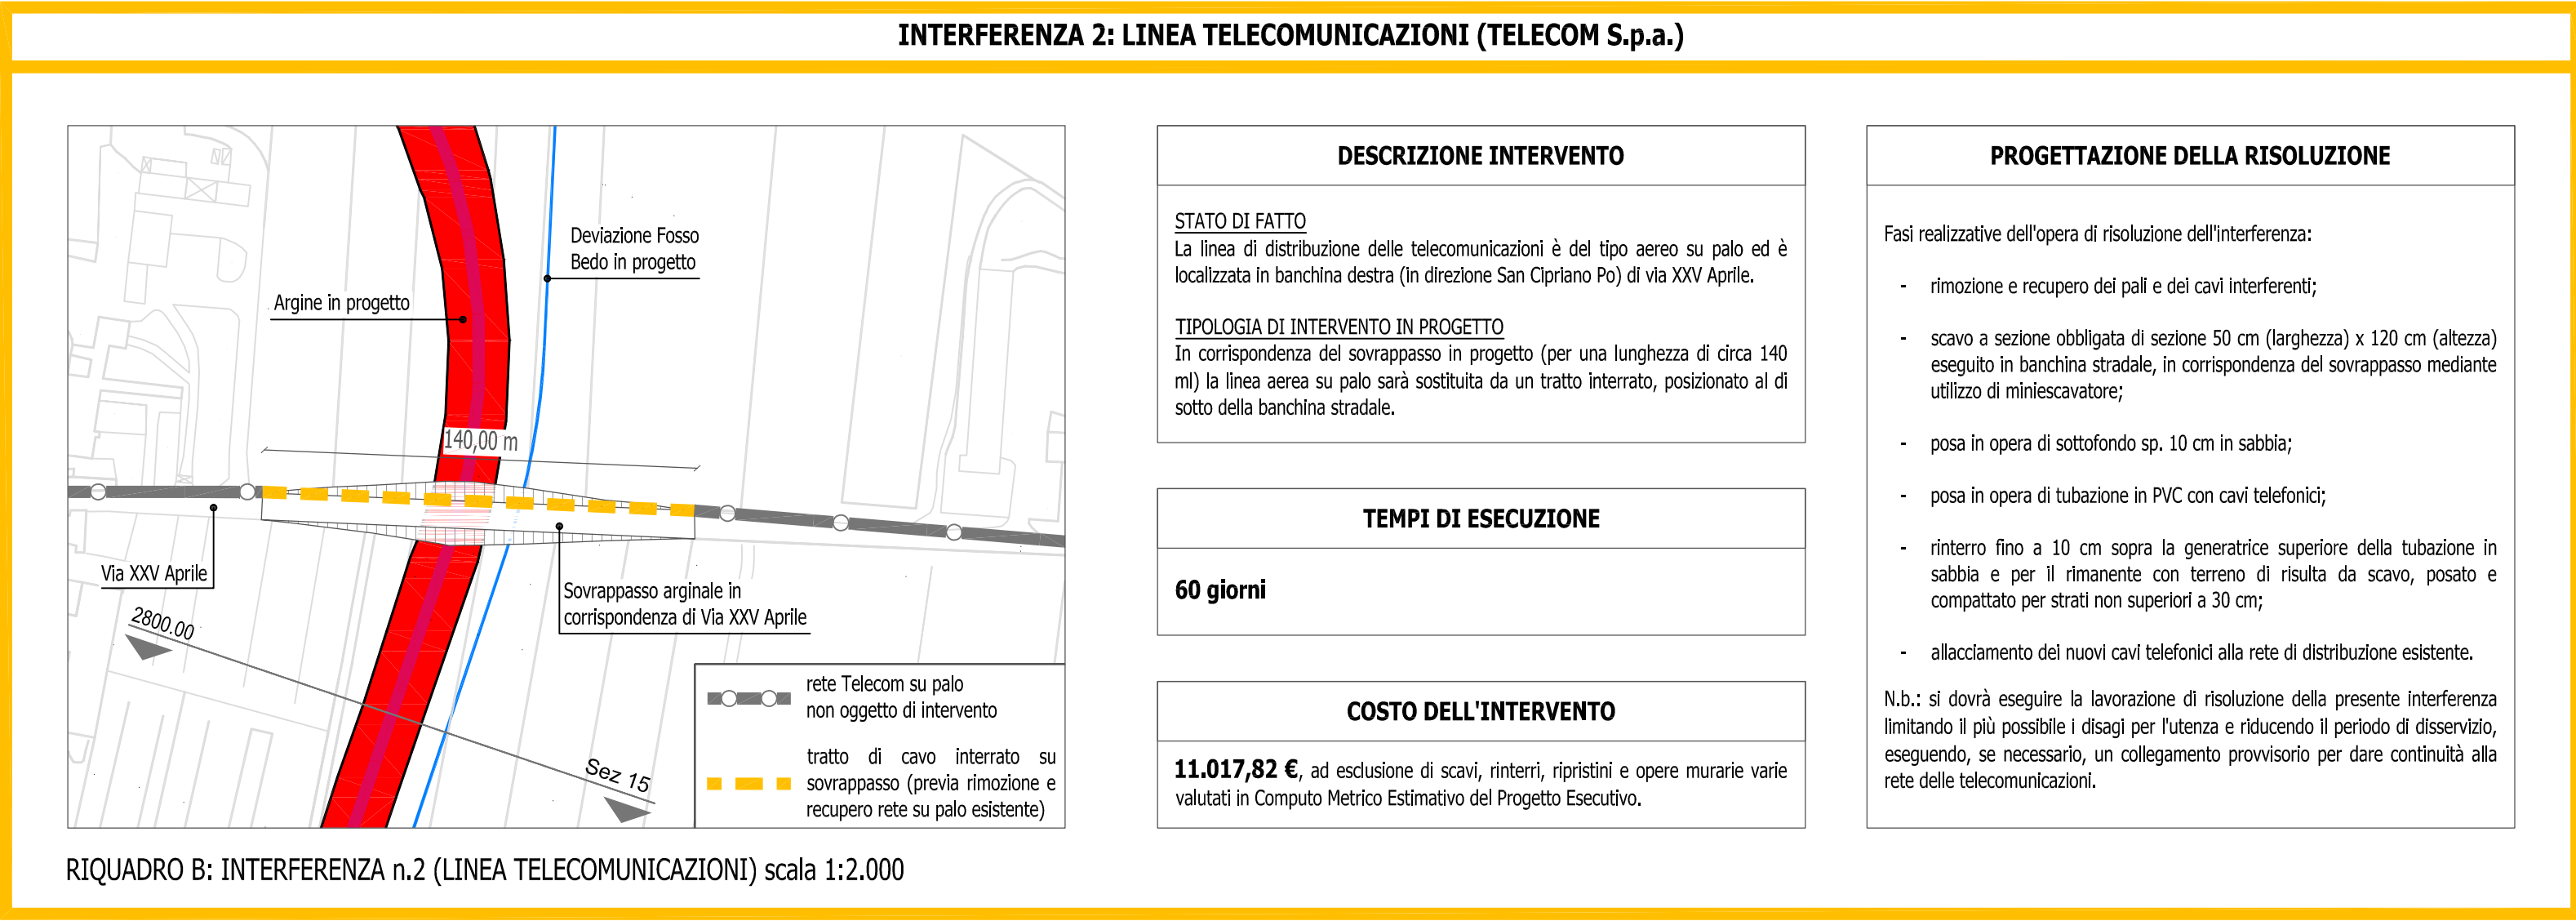 INTERFERENZA 2: LINEA TELECOMUNICAZIONI (TELECOM S.p.a.)
Deviazione Fosso
Bedo in progetto
Argine in progetto
140,00 m
Via XXV Aprile
Sovrappasso arginale in
corrispondenza di Via XXV Aprile
2800.00
Sez 15
rete Telecom su palo
non oggetto di intervento
tratto di cavo interrato su
sovrappasso (previa rimozione e
recupero rete su palo esistente)
RIQUADRO B: INTERFERENZA n.2 (LINEA TELECOMUNICAZIONI) scala 1:2.000
DESCRIZIONE INTERVENTO
STATO DI FATTO
La linea di distribuzione delle telecomunicazioni è del tipo aereo su palo ed è
localizzata in banchina destra (in direzione San Cipriano Po) di via XXV Aprile.
TIPOLOGIA DI INTERVENTO IN PROGETTO
In corrispondenza del sovrappasso in progetto (per una lunghezza di circa 140
ml) la linea aerea su palo sarà sostituita da un tratto interrato, posizionato al di
sotto della banchina stradale.
TEMPI DI ESECUZIONE
60 giorni
COSTO DELL'INTERVENTO
11.017,82 €, ad esclusione di scavi, rinterri, ripristini e opere murarie varie
valutati in Computo Metrico Estimativo del Progetto Esecutivo.
PROGETTAZIONE DELLA RISOLUZIONE
Fasi realizzative dell'opera di risoluzione dell'interferenza:
- rimozione e recupero dei pali e dei cavi interferenti;
- scavo a sezione obbligata di sezione 50 cm (larghezza) x 120 cm (altezza)
eseguito in banchina stradale, in corrispondenza del sovrappasso mediante
utilizzo di miniescavatore;
- posa in opera di sottofondo sp. 10 cm in sabbia;
- posa in opera di tubazione in PVC con cavi telefonici;
- rinterro fino a 10 cm sopra la generatrice superiore della tubazione in
sabbia e per il rimanente con terreno di risulta da scavo, posato e
compattato per strati non superiori a 30 cm;
- allacciamento dei nuovi cavi telefonici alla rete di distribuzione esistente.
N.b.: si dovrà eseguire la lavorazione di risoluzione della presente interferenza
limitando il più possibile i disagi per l'utenza e riducendo il periodo di disservizio,
eseguendo, se necessario, un collegamento provvisorio per dare continuità alla
rete delle telecomunicazioni.